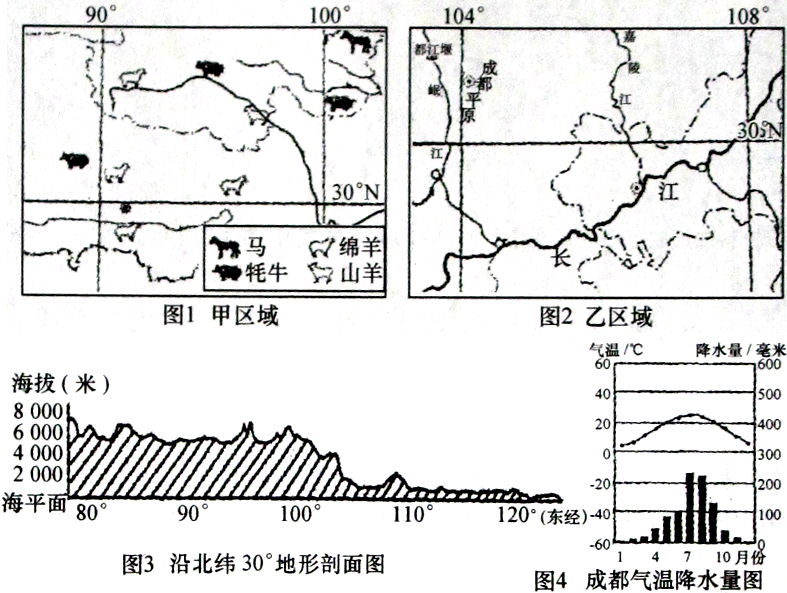 90°
100°
30°N
马
绵羊
牦牛
山羊
图1 甲区域
104°
108°
都江堰
岷
江
成都平原
嘉陵江
30°N
长
江
图2 乙区域
海拔(米)
8 000
6 000
4 000
2 000
海平面
80°
90°
100°
110°
120°(东经)
图3 沿北纬30°地形剖面图
气温/℃
降水量/毫米
60
40
20
0
-20
-40
-60
600
500
400
300
200
100
0
1
4
7
10
月份
图4 成都气温降水量图